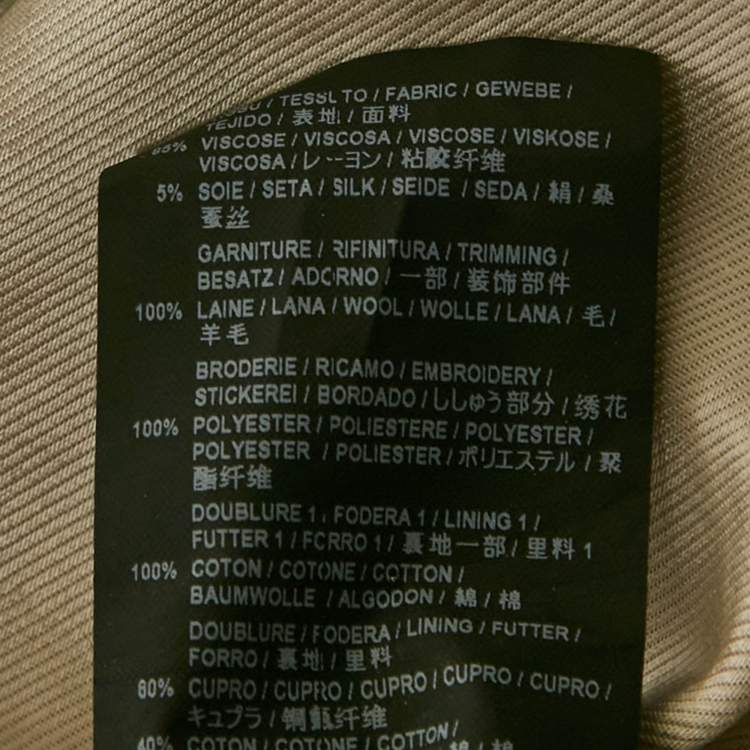 TESSUTO / FABRIC / GEWEBE /
TEJIDO / 表地 / 面料
VISCOSE / VISCOSA / VISCOSE / VISKOSE /
VISCOSA / レーヨン / 粘胶纤维
5% SOIE / SETA / SILK / SEIDE / SEDA / 絹 / 桑
蚕丝
GARNITURE / RIFINITURA / TRIMMING /
BESATZ / ADORNO / 一部 / 装饰部件
100% LAINE / LANA / WOOL / WOLLE / LANA / 毛 /
羊毛
BRODERIE / RICAMO / EMBROIDERY /
STICKEREI / BORDADO / ししゅう部分 / 绣花
100% POLYESTER / POLIESTERE / POLYESTER /
POLYESTER / POLIESTER / ポリエステル / 聚
酯纤维
DOUBLURE 1 / FODERA 1 / LINING 1 /
FUTTER 1 / FORRO 1 / 裏地一部 / 里料 1
100% COTON / COTONE / COTTON /
BAUMWOLLE / ALGODON / 綿 / 棉
DOUBLURE / FODERA / LINING / FUTTER /
FORRO / 裏地 / 里料
60% CUPRO / CUPRO / CUPRO / CUPRO / CUPRO /
キュプラ / 铜氨纤维
40% COTON / COTONE / COTTON /